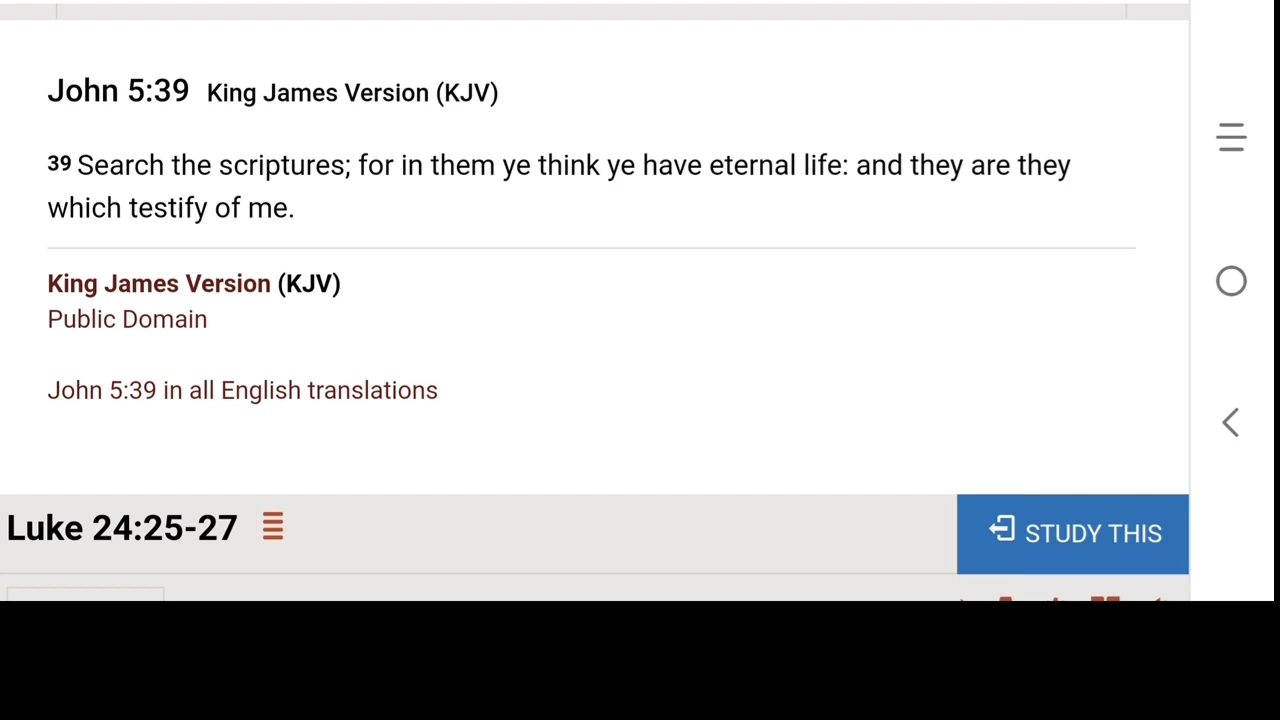 John 5:39 King James Version (KJV)
39 Search the scriptures; for in them ye think ye have eternal life: and they are they
which testify of me.
King James Version (KJV)
Public Domain
John 5:39 in all English translations
Luke 24:25-27
STUDY THIS